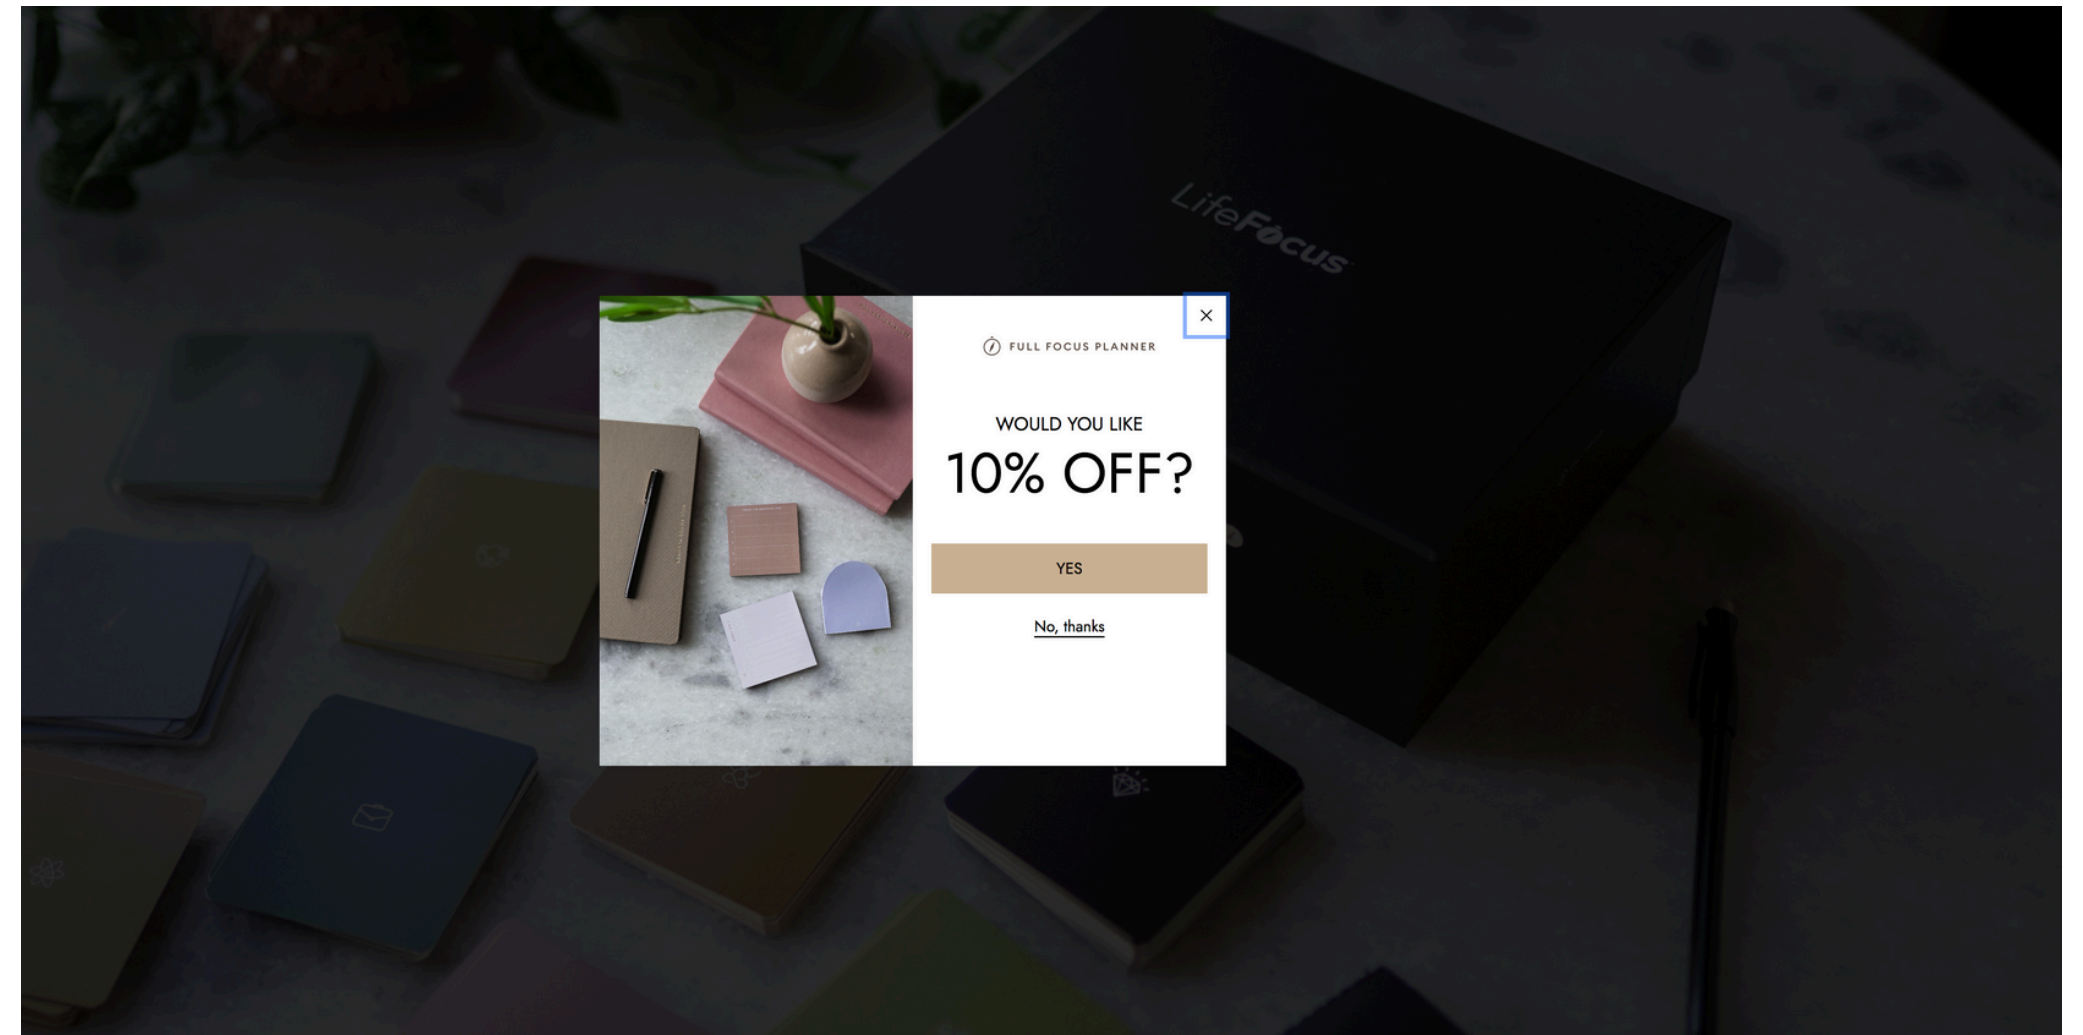 LifeFocus
FULL FOCUS PLANNER
WOULD YOU LIKE
10% OFF?
YES
No, thanks